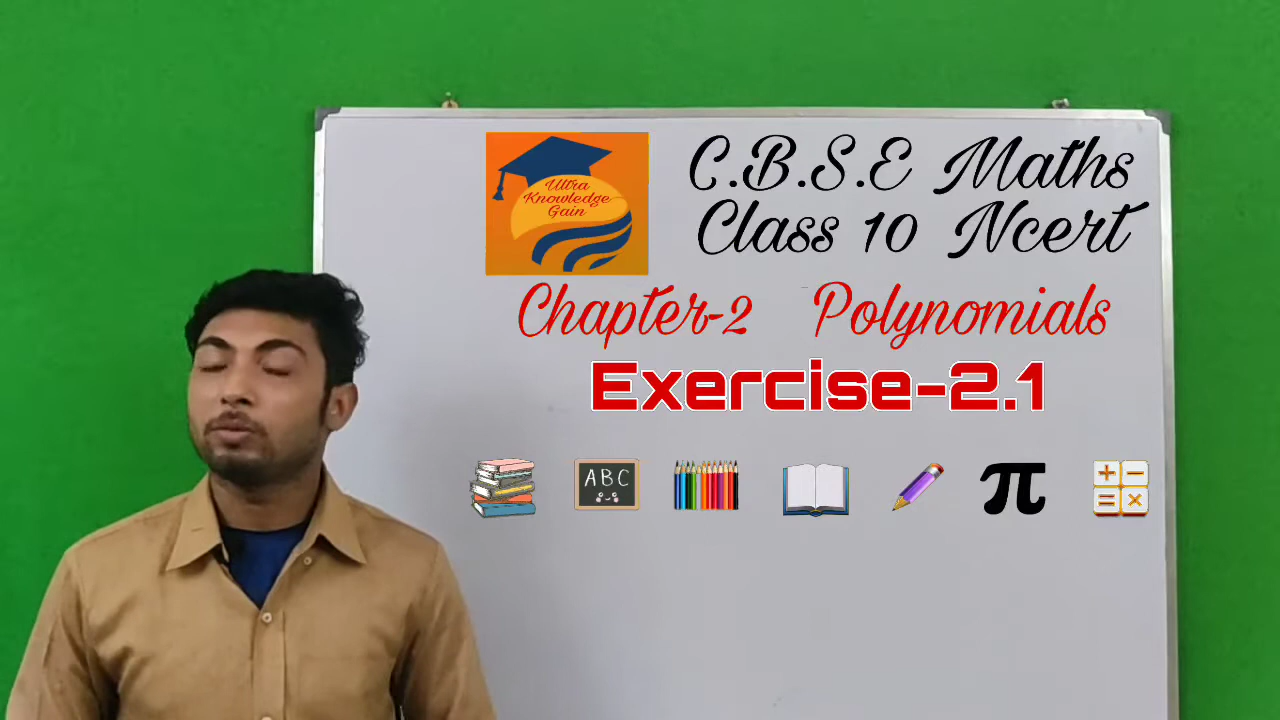 Ultra
Knowledge
Gain
C.B.S.E Maths
Class 10 Ncert
Chapter-2 Polynomials
Exercise-2.1
ABC
π
+ -
= ×